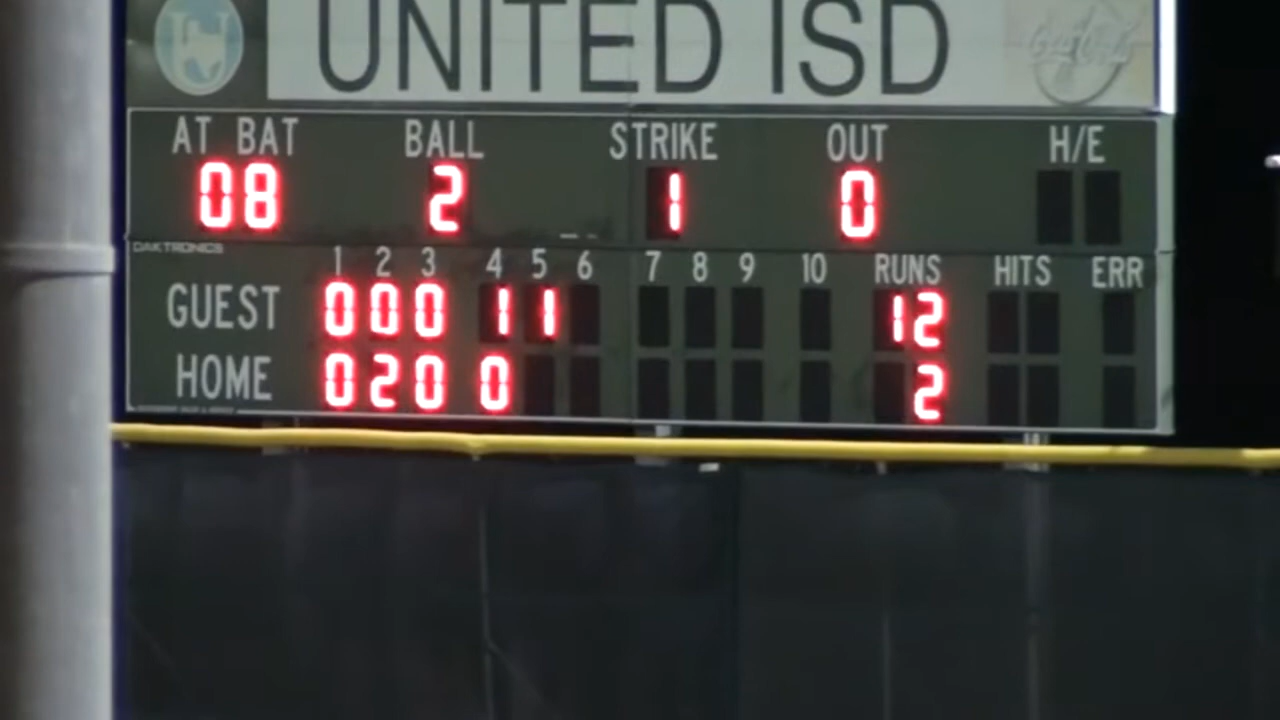 UNITED ISD
Coca-Cola
AT BAT BALL STRIKE OUT H/E
08 2 1 0
DAKTRONICS
1 2 3 4 5 6 7 8 9 10 RUNS HITS ERR
GUEST 0 0 0 1 1 12
HOME 0 2 0 0 2